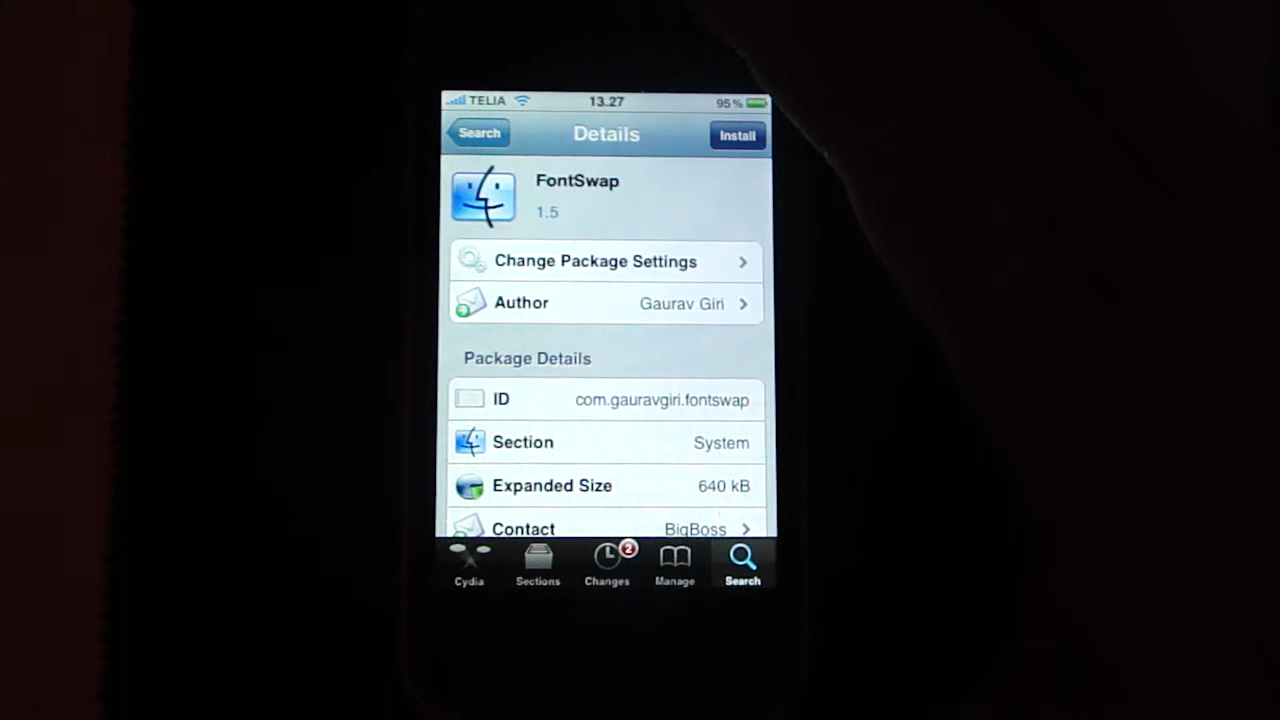 TELIA 13.27 95%
Search Details Install
FontSwap
1.5
Change Package Settings
Author Gaurav Giri
Package Details
ID com.gauravgiri.fontswap
Section System
Expanded Size 640 kB
Contact BigBoss
2
Cydia Sections Changes Manage Search